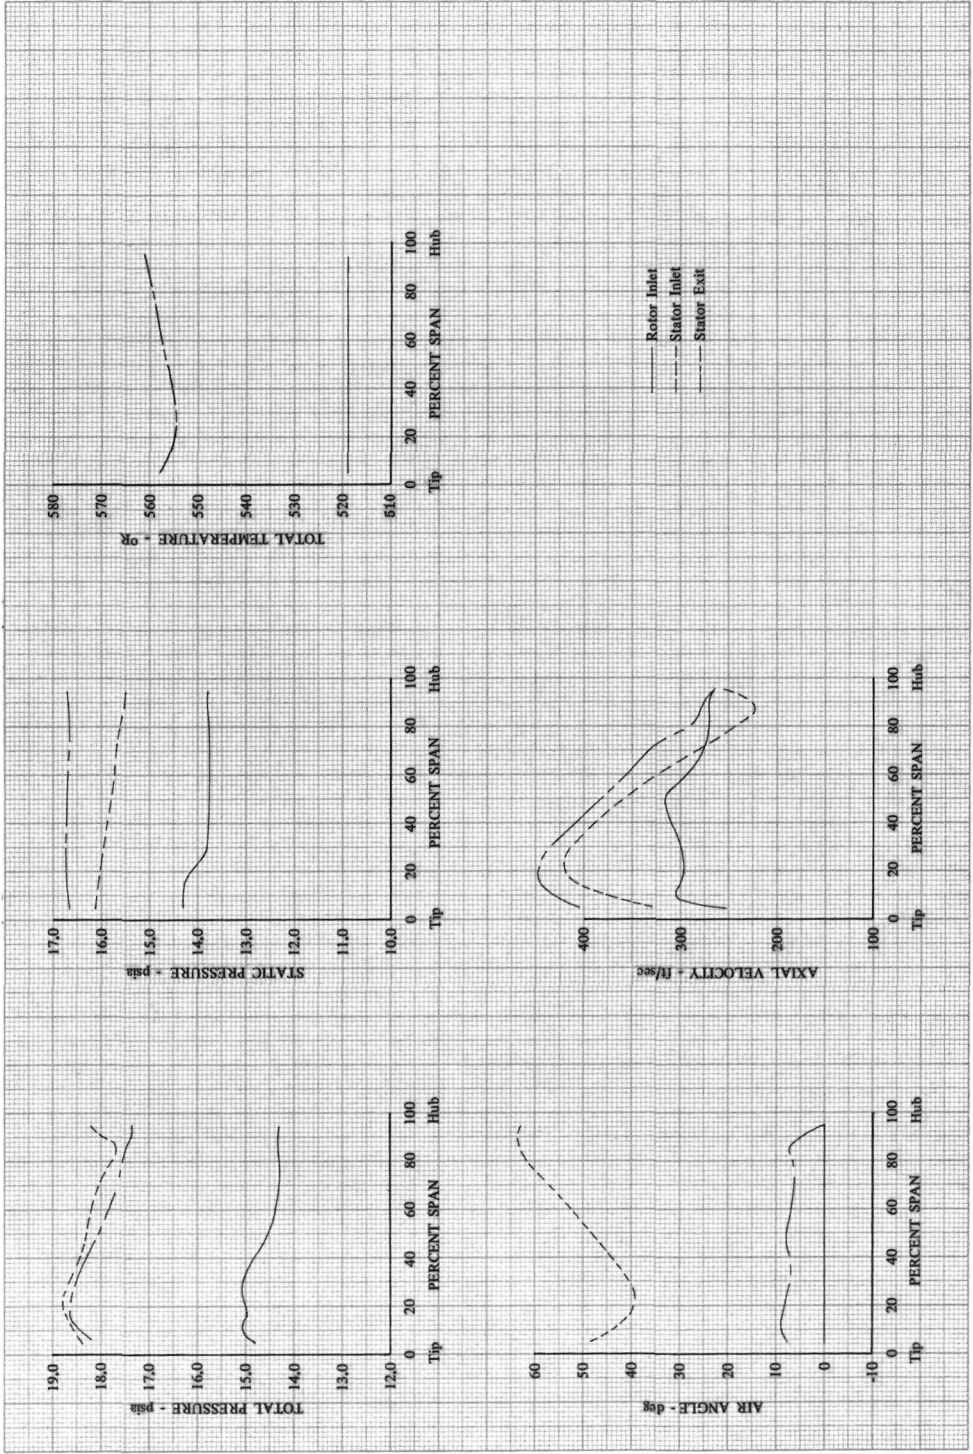 19,0
18,0
17,0
16,0
15,0
14,0
13,0
12,0
TOTAL PRESSURE - psia
0 20 40 60 80 100
Tip PERCENT SPAN Hub
17,0
16,0
15,0
14,0
13,0
12,0
11,0
10,0
STATIC PRESSURE - psia
0 20 40 60 80 100
Tip PERCENT SPAN Hub
580
570
560
550
540
530
520
510
TOTAL TEMPERATURE - ºR
0 20 40 60 80 100
Tip PERCENT SPAN Hub
60
50
40
30
20
10
0
-10
AIR ANGLE - deg
0 20 40 60 80 100
Tip PERCENT SPAN Hub
400
300
200
100
AXIAL VELOCITY - ft/sec
0 20 40 60 80 100
Tip PERCENT SPAN Hub
Rotor Inlet
Stator Inlet
Stator Exit